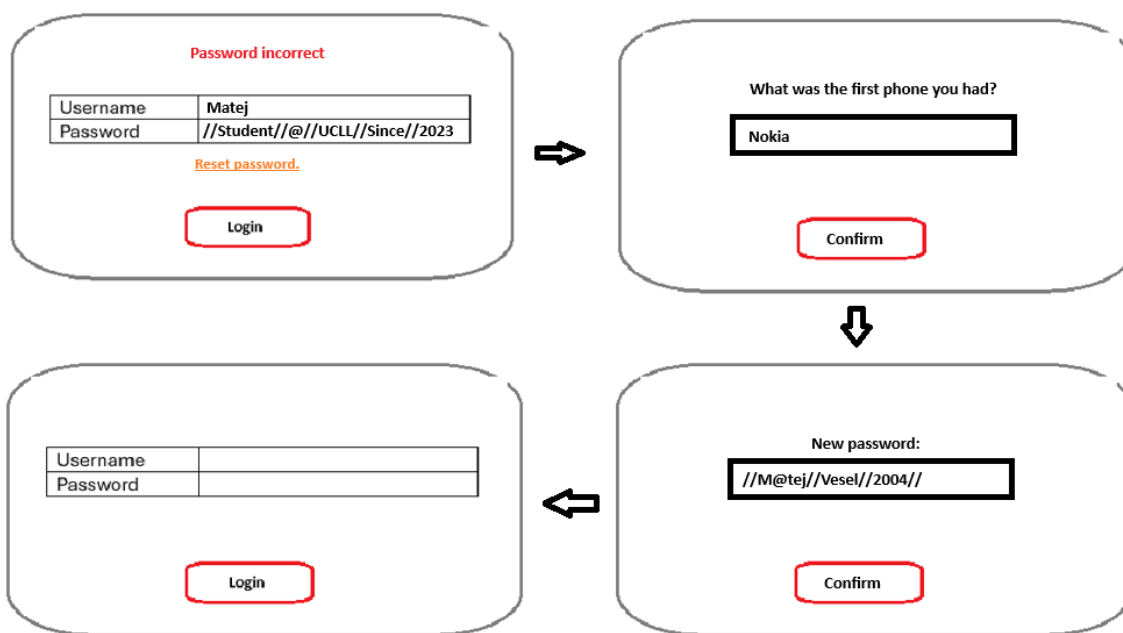 Password incorrect
Username Matej
Password //Student//@//UCLL//Since//2023
Reset password.
Login
What was the first phone you had?
Nokia
Confirm
New password:
//M@tej//Vesel//2004//
Confirm
Username
Password
Login